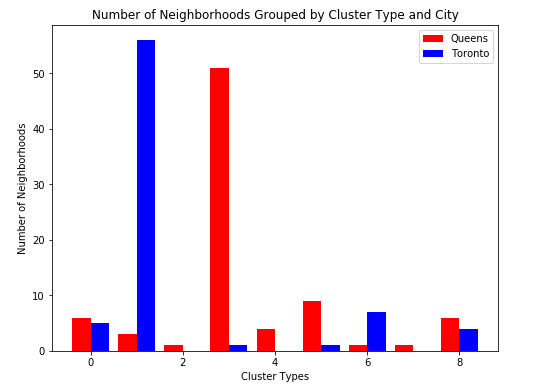 Number of Neighborhoods Grouped by Cluster Type and City
Queens
Toronto
50
40
30
20
10
0
Number of Neighborhoods
0 2 4 6 8
Cluster Types